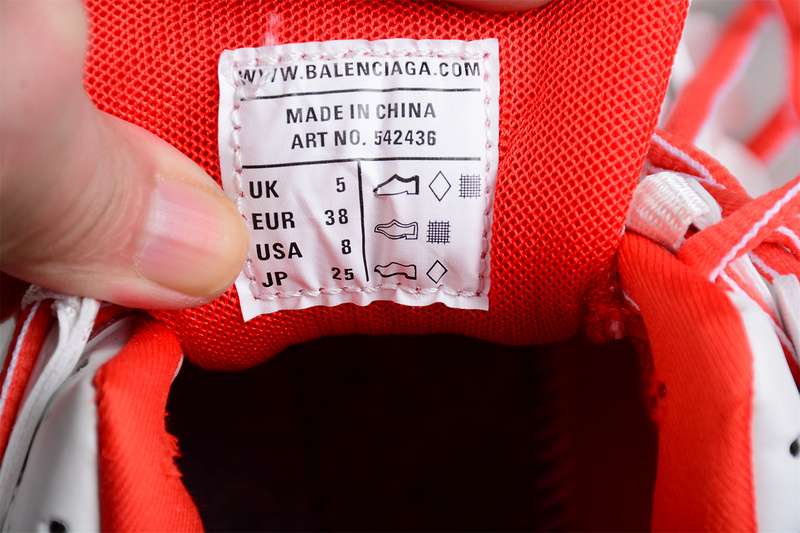 WWW.BALENCIAGA.COM
MADE IN CHINA
ART NO. 542436
UK 5
EUR 38
USA 8
JP 25